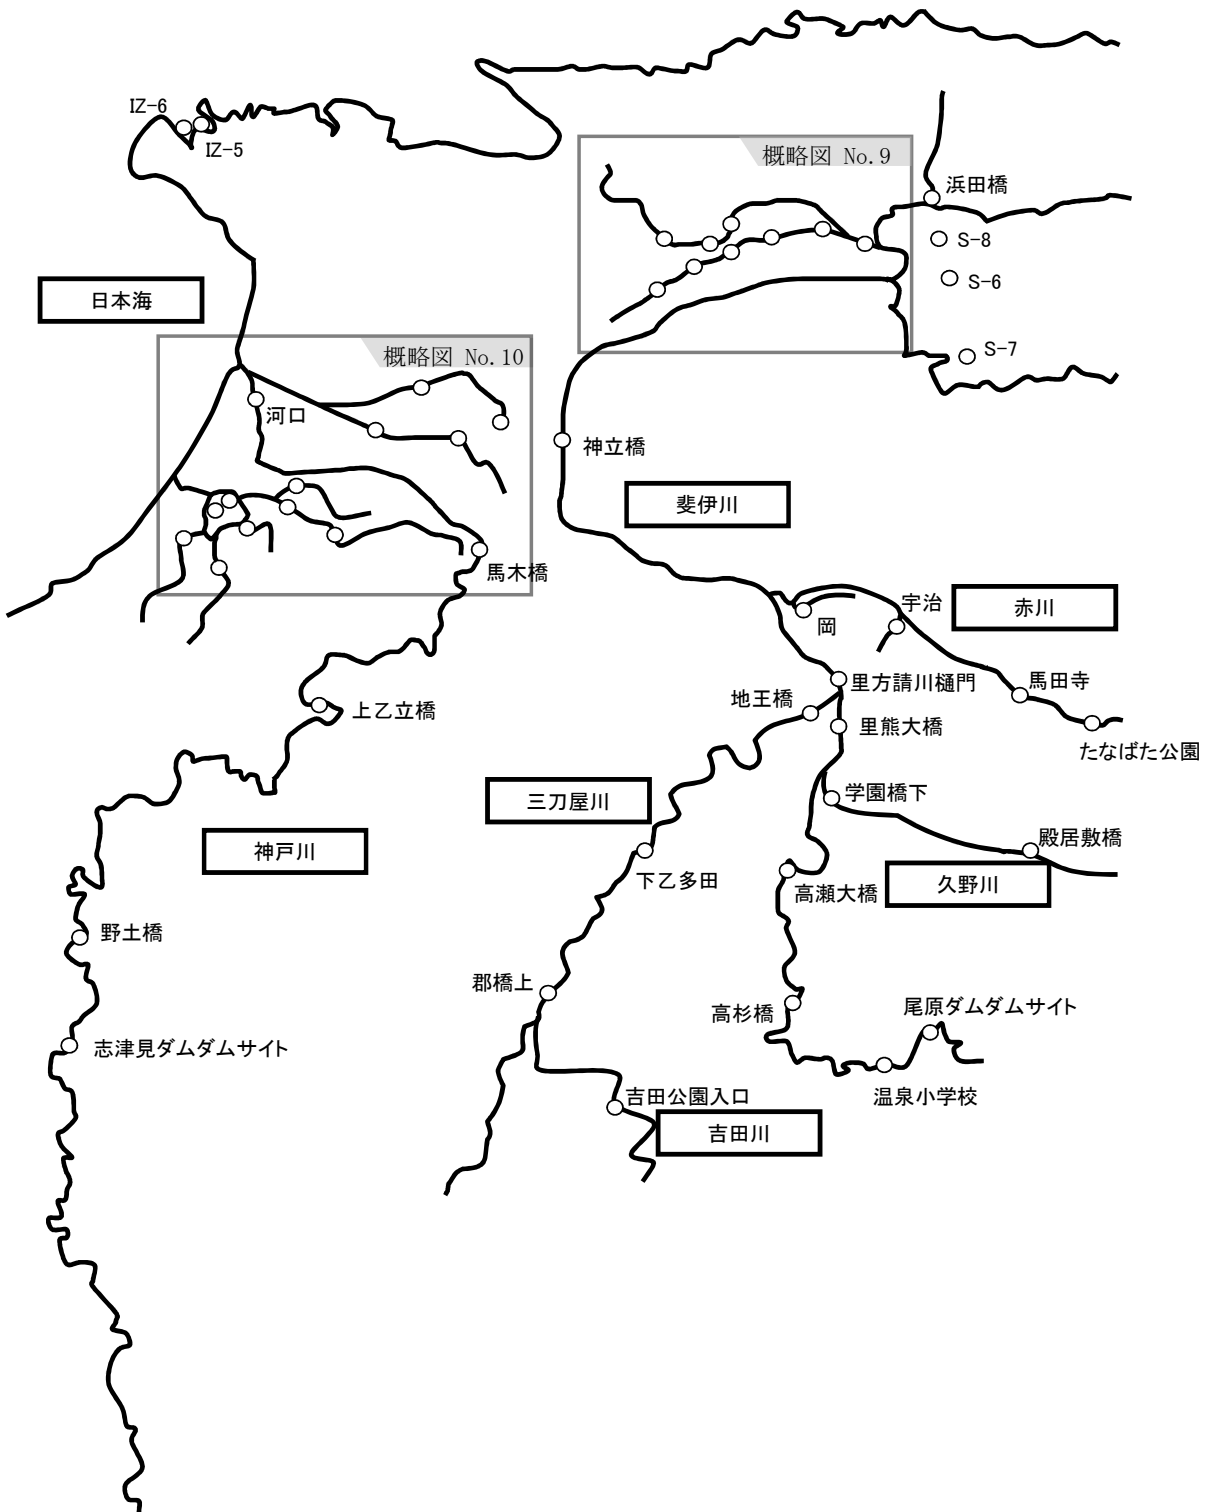 IZ-6
IZ-5
概略図 No.9
浜田橋
S-8
S-6
S-7
日本海
概略図 No.10
河口
神立橋
斐伊川
馬木橋
宇治
赤川
岡
里方請川樋門
馬田寺
地王橋
上乙立橋
里熊大橋
たなばた公園
三刀屋川
学園橋下
神戸川
殿居敷橋
下乙多田
高瀬大橋
久野川
野土橋
郡橋上
高杉橋
尾原ダムダムサイト
志津見ダムダムサイト
温泉小学校
吉田公園入口
吉田川